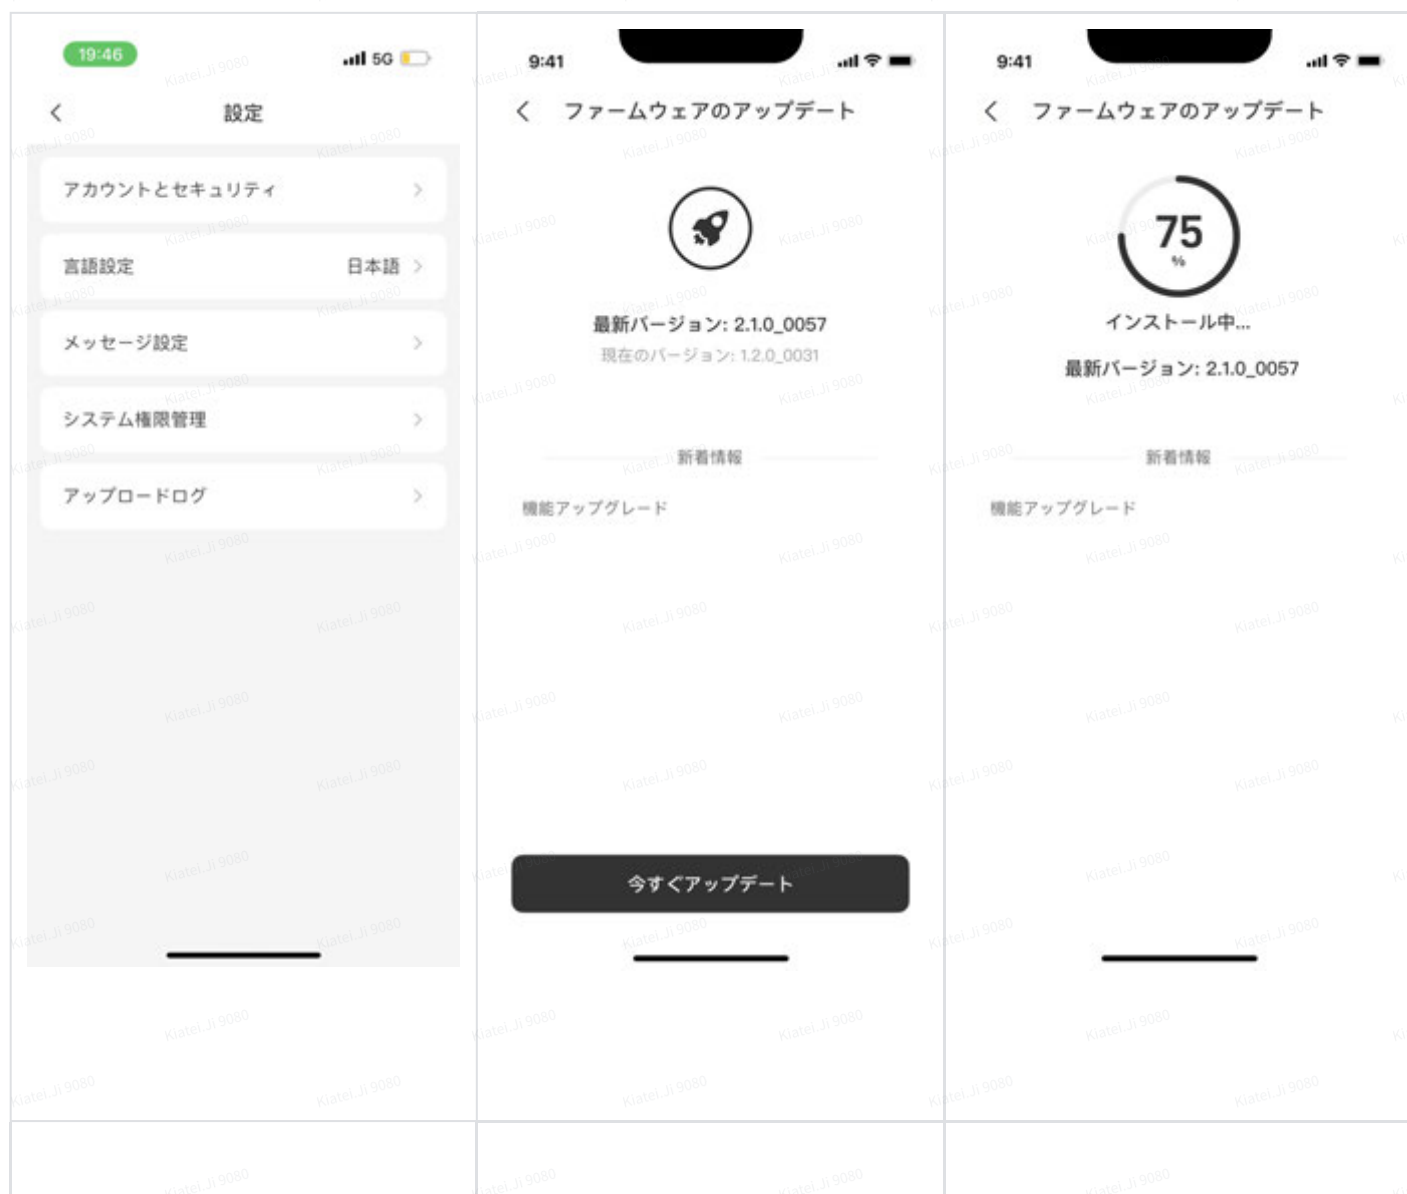 19:46
5G
設定
アカウントとセキュリティ
言語設定 日本語
メッセージ設定
システム権限管理
アップロードログ
9:41
ファームウェアのアップデート
最新バージョン: 2.1.0_0057
現在のバージョン: 1.2.0_0031
新着情報
機能アップグレード
今すぐアップデート
9:41
ファームウェアのアップデート
75
%
インストール中...
最新バージョン: 2.1.0_0057
新着情報
機能アップグレード
Kiatei.Ji 9080